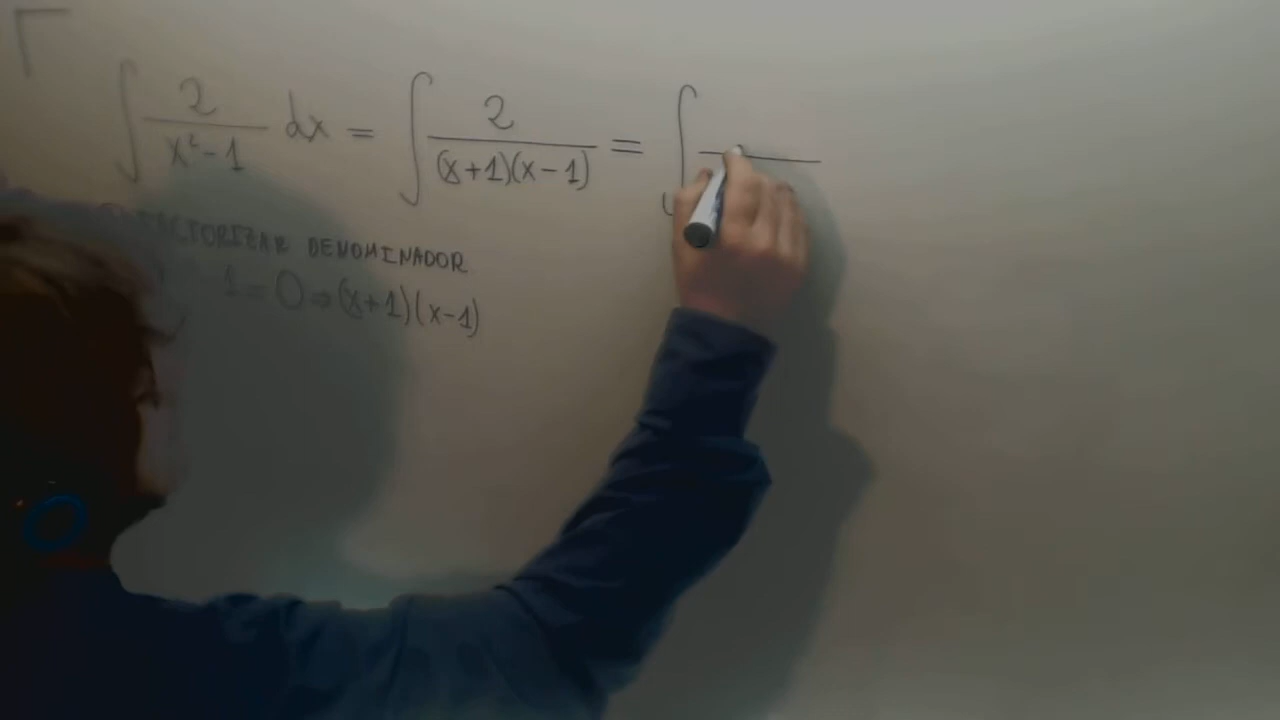 ∫ 2/(x²-1) dx = ∫ 2/((x+1)(x-1)) = ∫
DENOMINADOR
1 = 0 ⇒ (x+1)(x-1)